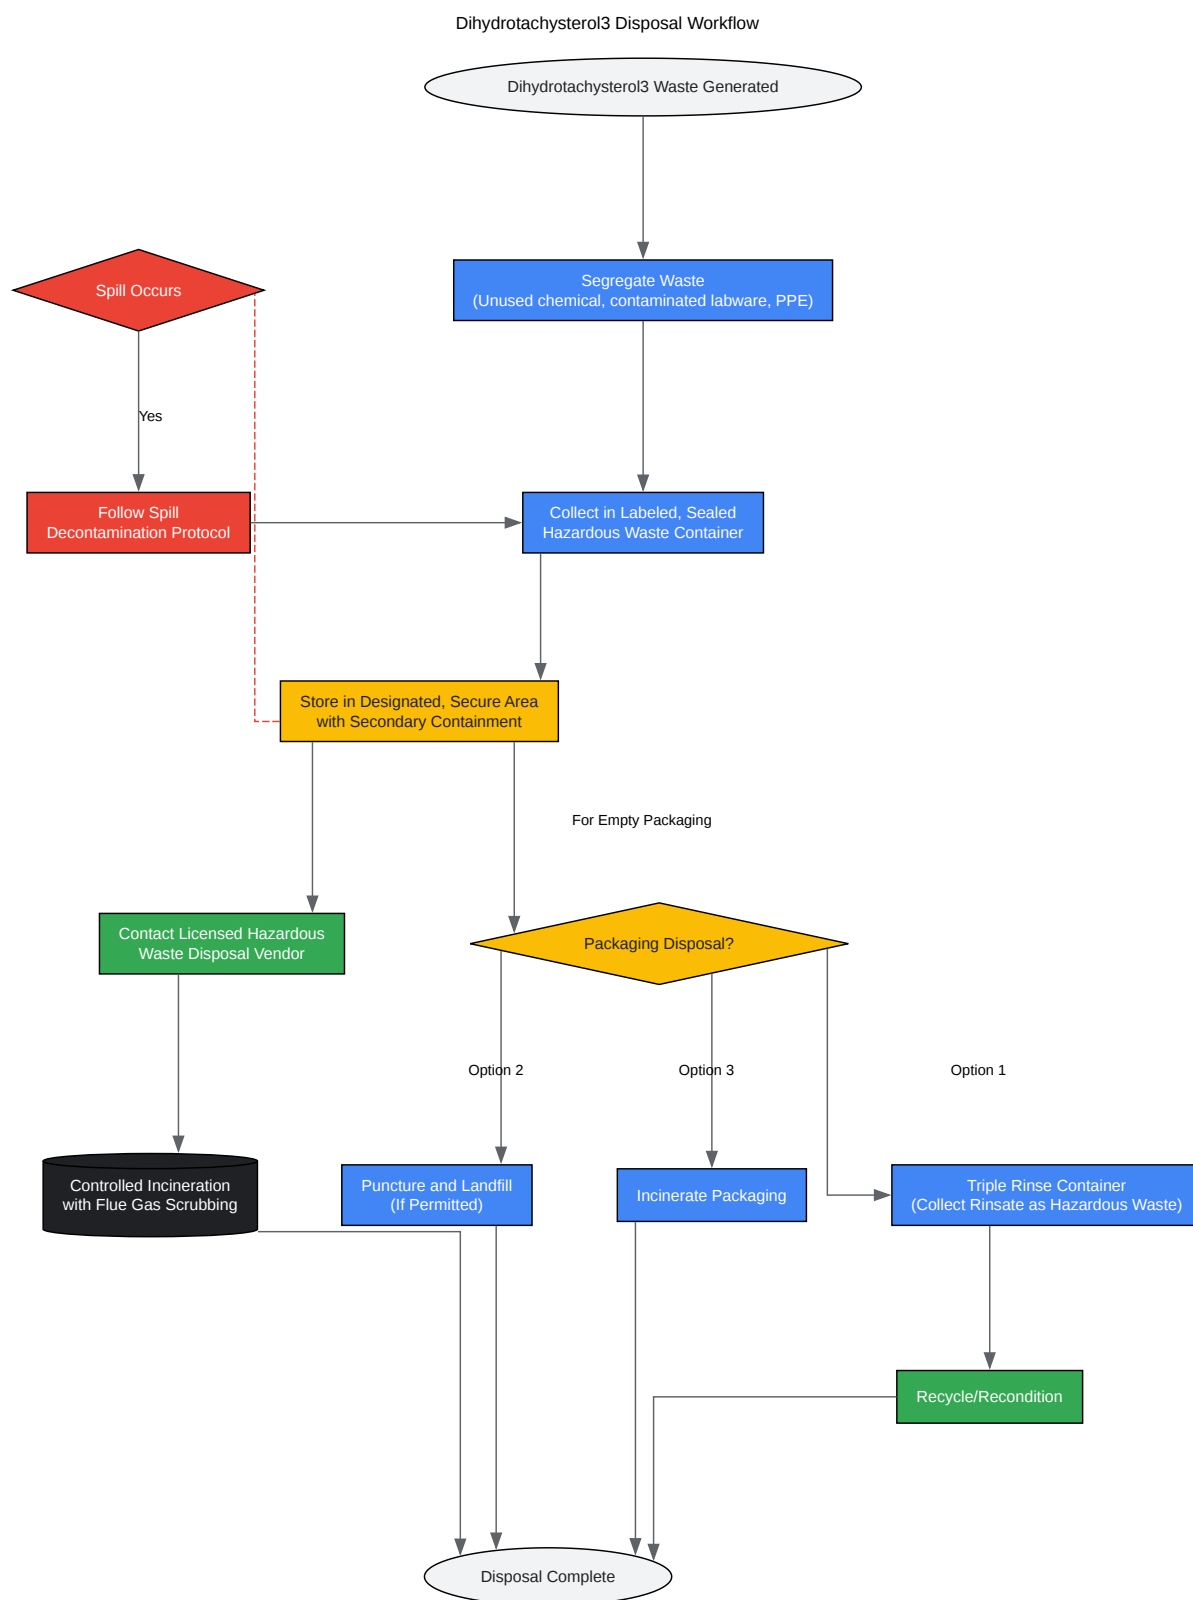 Dihydrotachysterol3 Disposal Workflow
Dihydrotachysterol3 Waste Generated
Segregate Waste
(Unused chemical, contaminated labware, PPE)
Spill Occurs
Yes
Follow Spill
Decontamination Protocol
Collect in Labeled, Sealed
Hazardous Waste Container
Store in Designated, Secure Area
with Secondary Containment
For Empty Packaging
Contact Licensed Hazardous
Waste Disposal Vendor
Packaging Disposal?
Option 2
Option 3
Option 1
Controlled Incineration
with Flue Gas Scrubbing
Puncture and Landfill
(If Permitted)
Incinerate Packaging
Triple Rinse Container
(Collect Rinsate as Hazardous Waste)
Recycle/Recondition
Disposal Complete